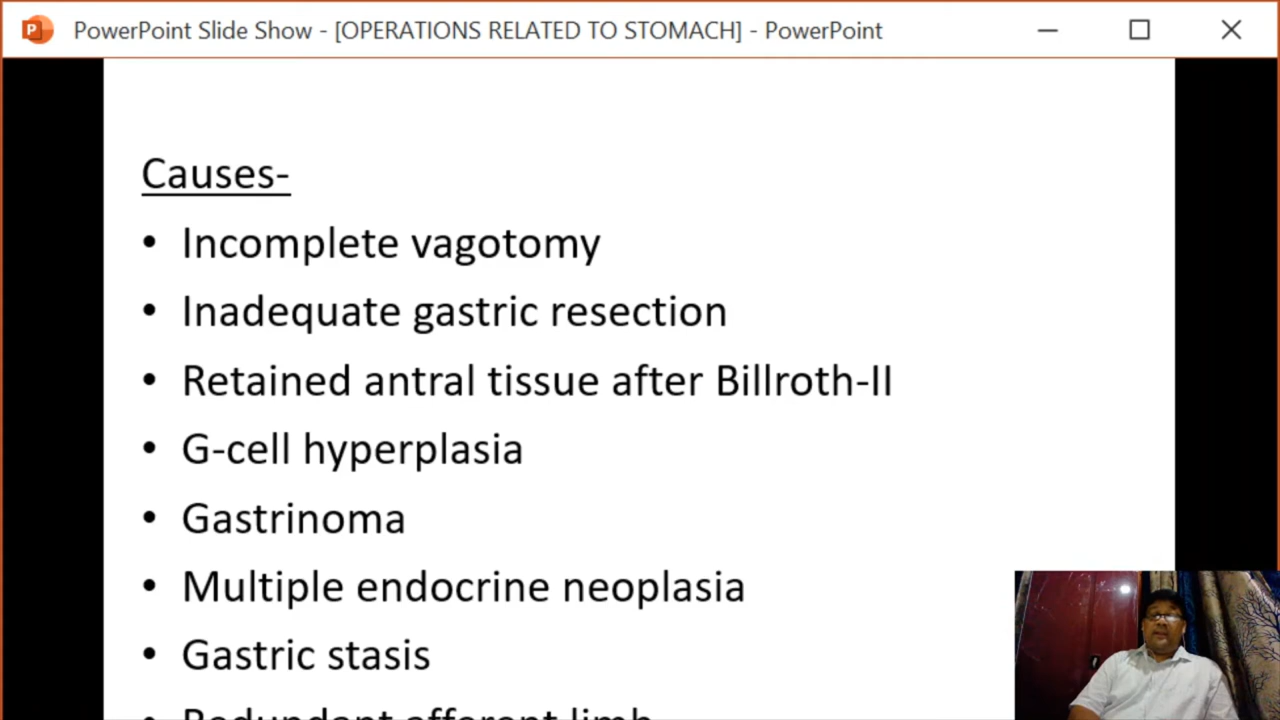 PowerPoint Slide Show - [OPERATIONS RELATED TO STOMACH] - PowerPoint
Causes-
• Incomplete vagotomy
• Inadequate gastric resection
• Retained antral tissue after Billroth-II
• G-cell hyperplasia
• Gastrinoma
• Multiple endocrine neoplasia
• Gastric stasis
• Redundant afferent limb